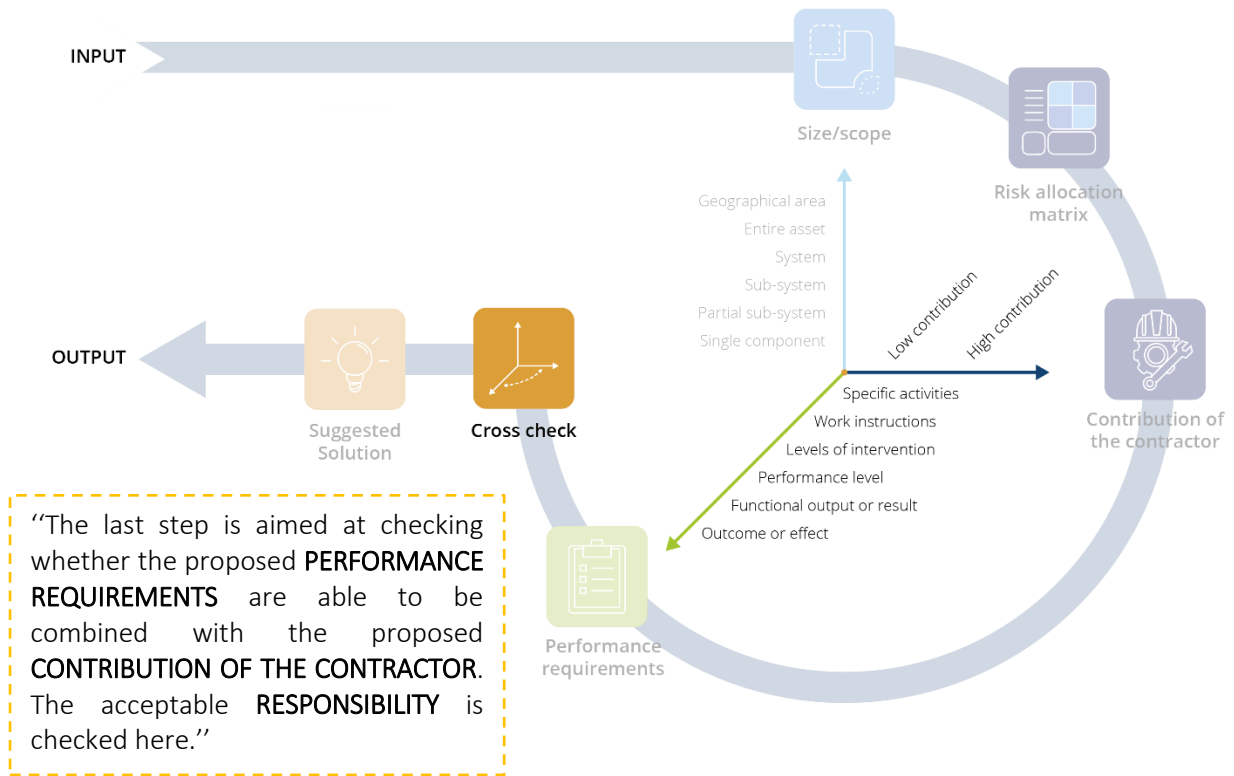 INPUT
Size/scope
Risk allocation
matrix
Geographical area
Entire asset
System
Sub-system
Partial sub-system
Single component
Low contribution
High contribution
Contribution of
the contractor
Specific activities
Work instructions
Levels of intervention
Performance level
Functional output or result
Outcome or effect
OUTPUT
Suggested
Solution
Cross check
Performance
requirements
‘‘The last step is aimed at checking
whether the proposed PERFORMANCE
REQUIREMENTS are able to be
combined with the proposed
CONTRIBUTION OF THE CONTRACTOR.
The acceptable RESPONSIBILITY is
checked here.’’